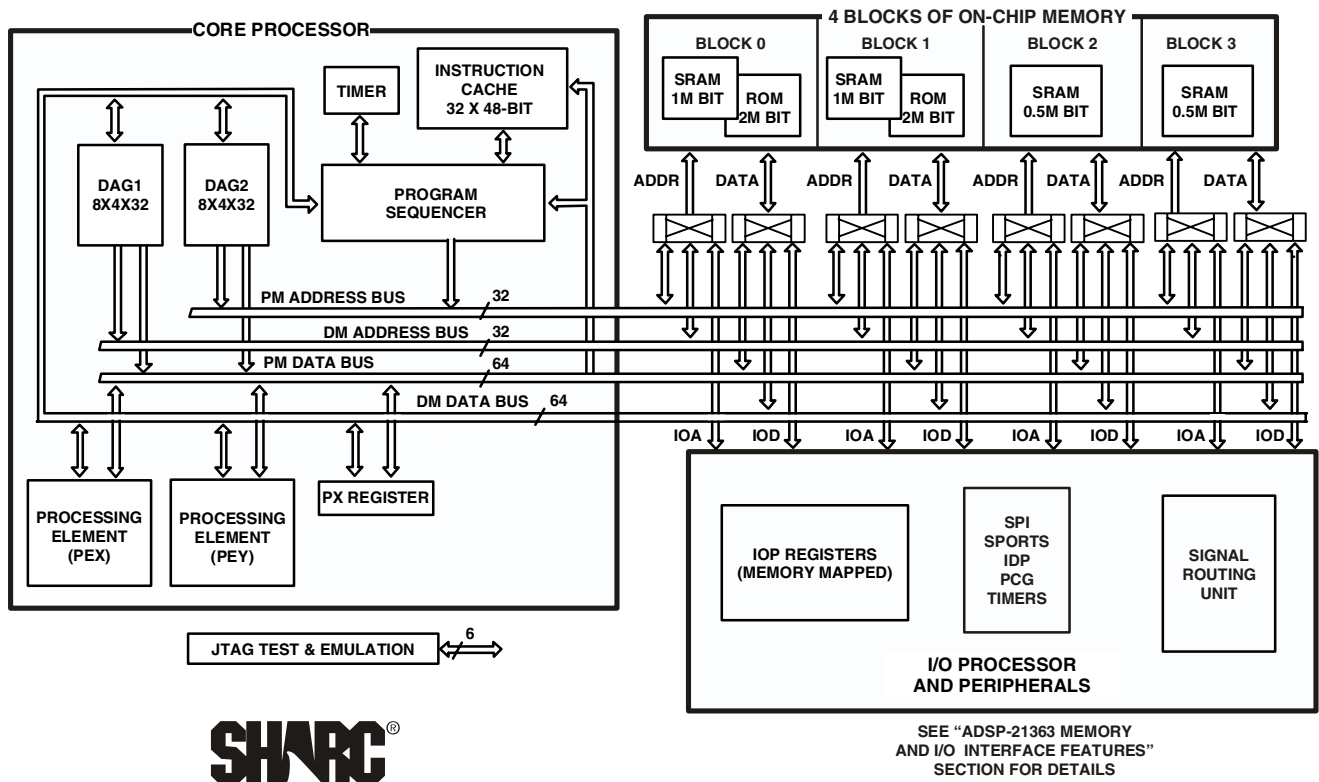 CORE PROCESSOR
TIMER
INSTRUCTION
CACHE
32 X 48-BIT
DAG1
8X4X32
DAG2
8X4X32
PROGRAM
SEQUENCER
PM ADDRESS BUS
32
DM ADDRESS BUS
32
PM DATA BUS
64
DM DATA BUS
64
PROCESSING
ELEMENT
(PEX)
PROCESSING
ELEMENT
(PEY)
PX REGISTER
JTAG TEST & EMULATION
6
SHARC®
4 BLOCKS OF ON-CHIP MEMORY
BLOCK 0
BLOCK 1
BLOCK 2
BLOCK 3
SRAM
1M BIT
ROM
2M BIT
SRAM
1M BIT
ROM
2M BIT
SRAM
0.5M BIT
SRAM
0.5M BIT
ADDR
DATA
ADDR
DATA
ADDR
DATA
ADDR
DATA
IOA
IOD
IOA
IOD
IOA
IOD
IOA
IOD
IOP REGISTERS
(MEMORY MAPPED)
SPI
SPORTS
IDP
PCG
TIMERS
SIGNAL
ROUTING
UNIT
I/O PROCESSOR
AND PERIPHERALS
SEE “ADSP-21363 MEMORY
AND I/O INTERFACE FEATURES”
SECTION FOR DETAILS